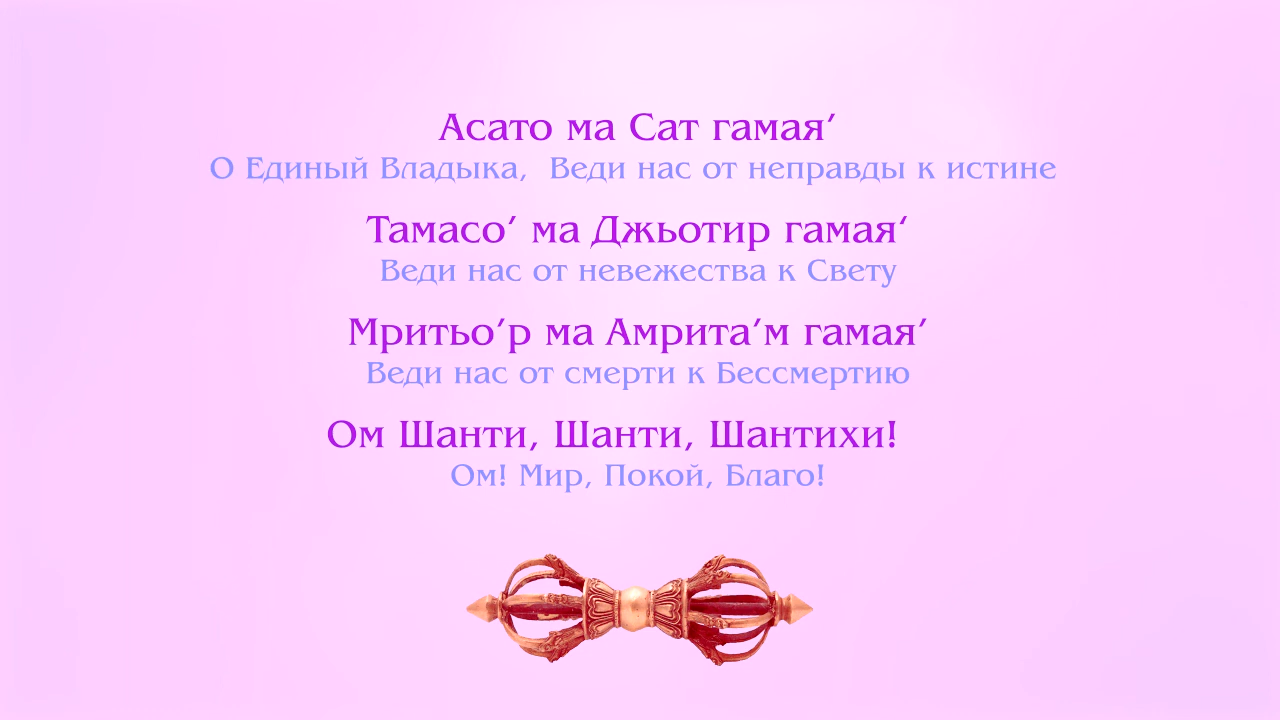 Асато ма Сат гамая’
О Единый Владыка, Веди нас от неправды к истине
Тамасо’ ма Джьотир гамая‘
Веди нас от невежества к Свету
Мритьо’р ма Амрита’м гамая’
Веди нас от смерти к Бессмертию
Ом Шанти, Шанти, Шантихи!
Ом! Мир, Покой, Благо!